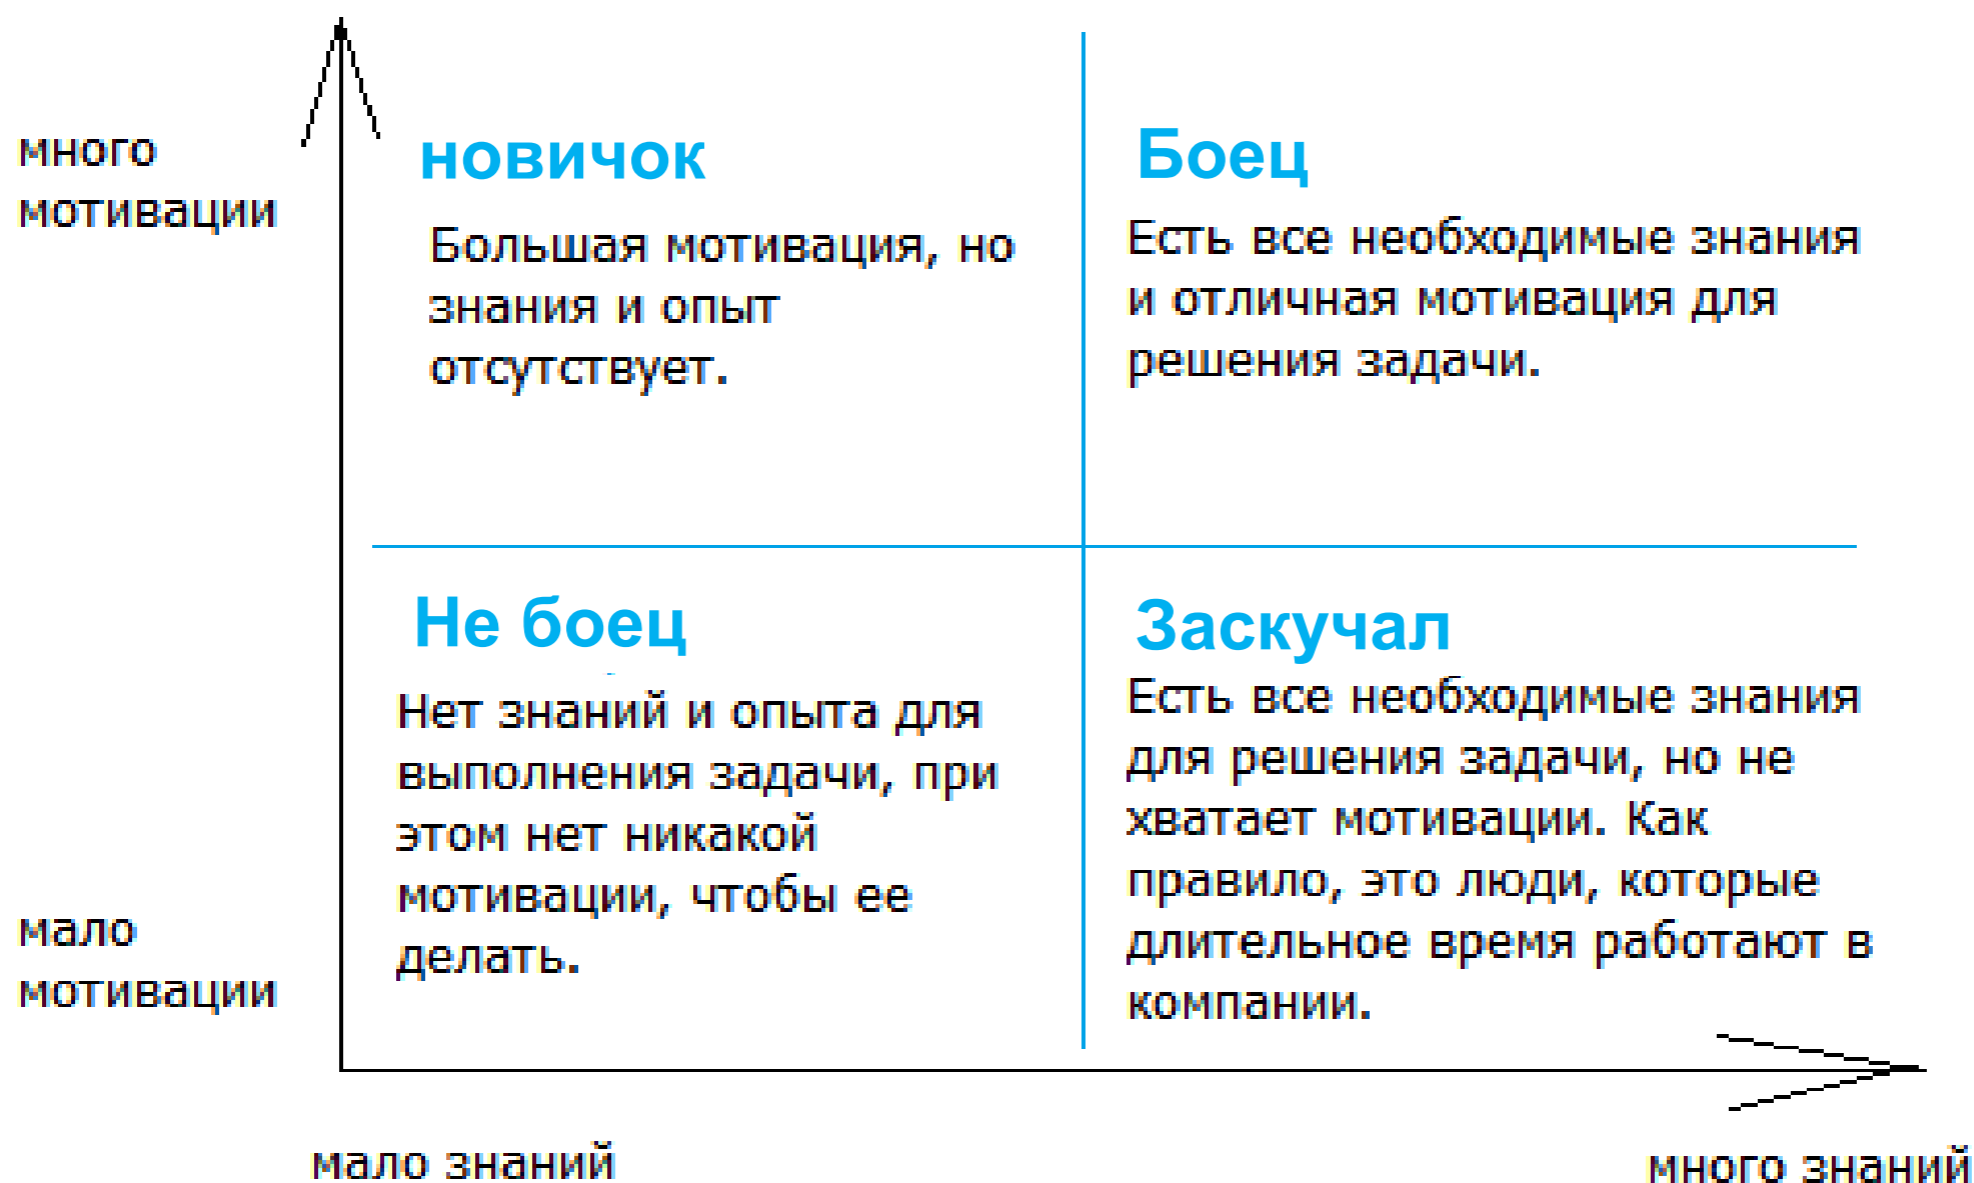 много
мотивации
новичок
Большая мотивация, но
знания и опыт
отсутствует.
Боец
Есть все необходимые знания
и отличная мотивация для
решения задачи.
Не боец
Нет знаний и опыта для
выполнения задачи, при
этом нет никакой
мотивации, чтобы ее
делать.
Заскучал
Есть все необходимые знания
для решения задачи, но не
хватает мотивации. Как
правило, это люди, которые
длительное время работают в
компании.
мало
мотивации
мало знаний
много знаний